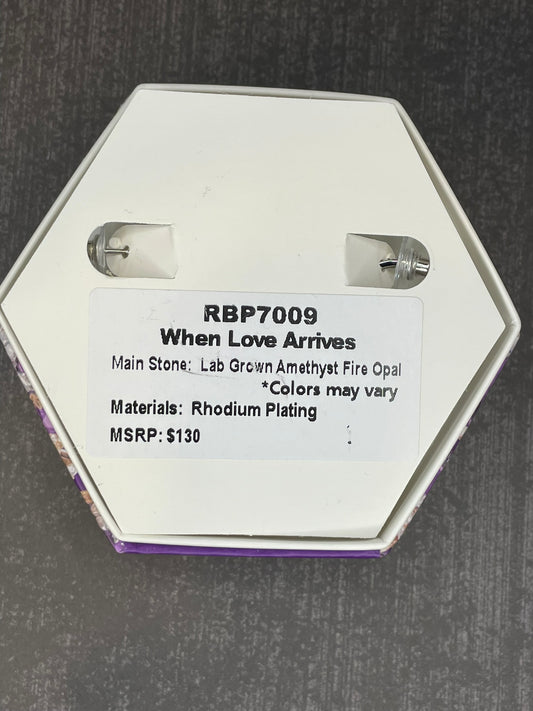 RBP7009
When Love Arrives
Main Stone: Lab Grown Amethyst Fire Opal
*Colors may vary
Materials: Rhodium Plating
MSRP: $130